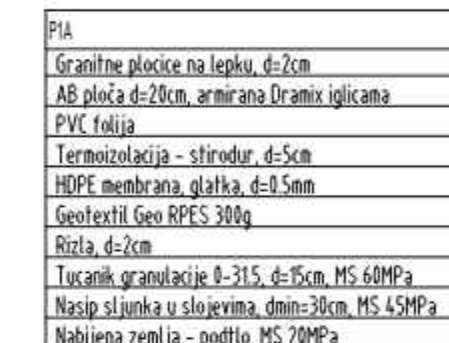 P1A
Granitne plocice na lepku, d=2cm
AB ploča d=20cm, armirana Dramix iglicama
PVC folija
Termoizolacija - stirodur, d=5cm
HDPE membrana, glatka, d=0.5mm
Geotextil Geo RPES 300g
Rizla, d=2cm
Tucanik granulacije 0-31.5, d=15cm, MS 60MPa
Nasip sljunka u slojevima, dmin=30cm, MS 45MPa
Nabijena zemlja - podtlo, MS 20MPa